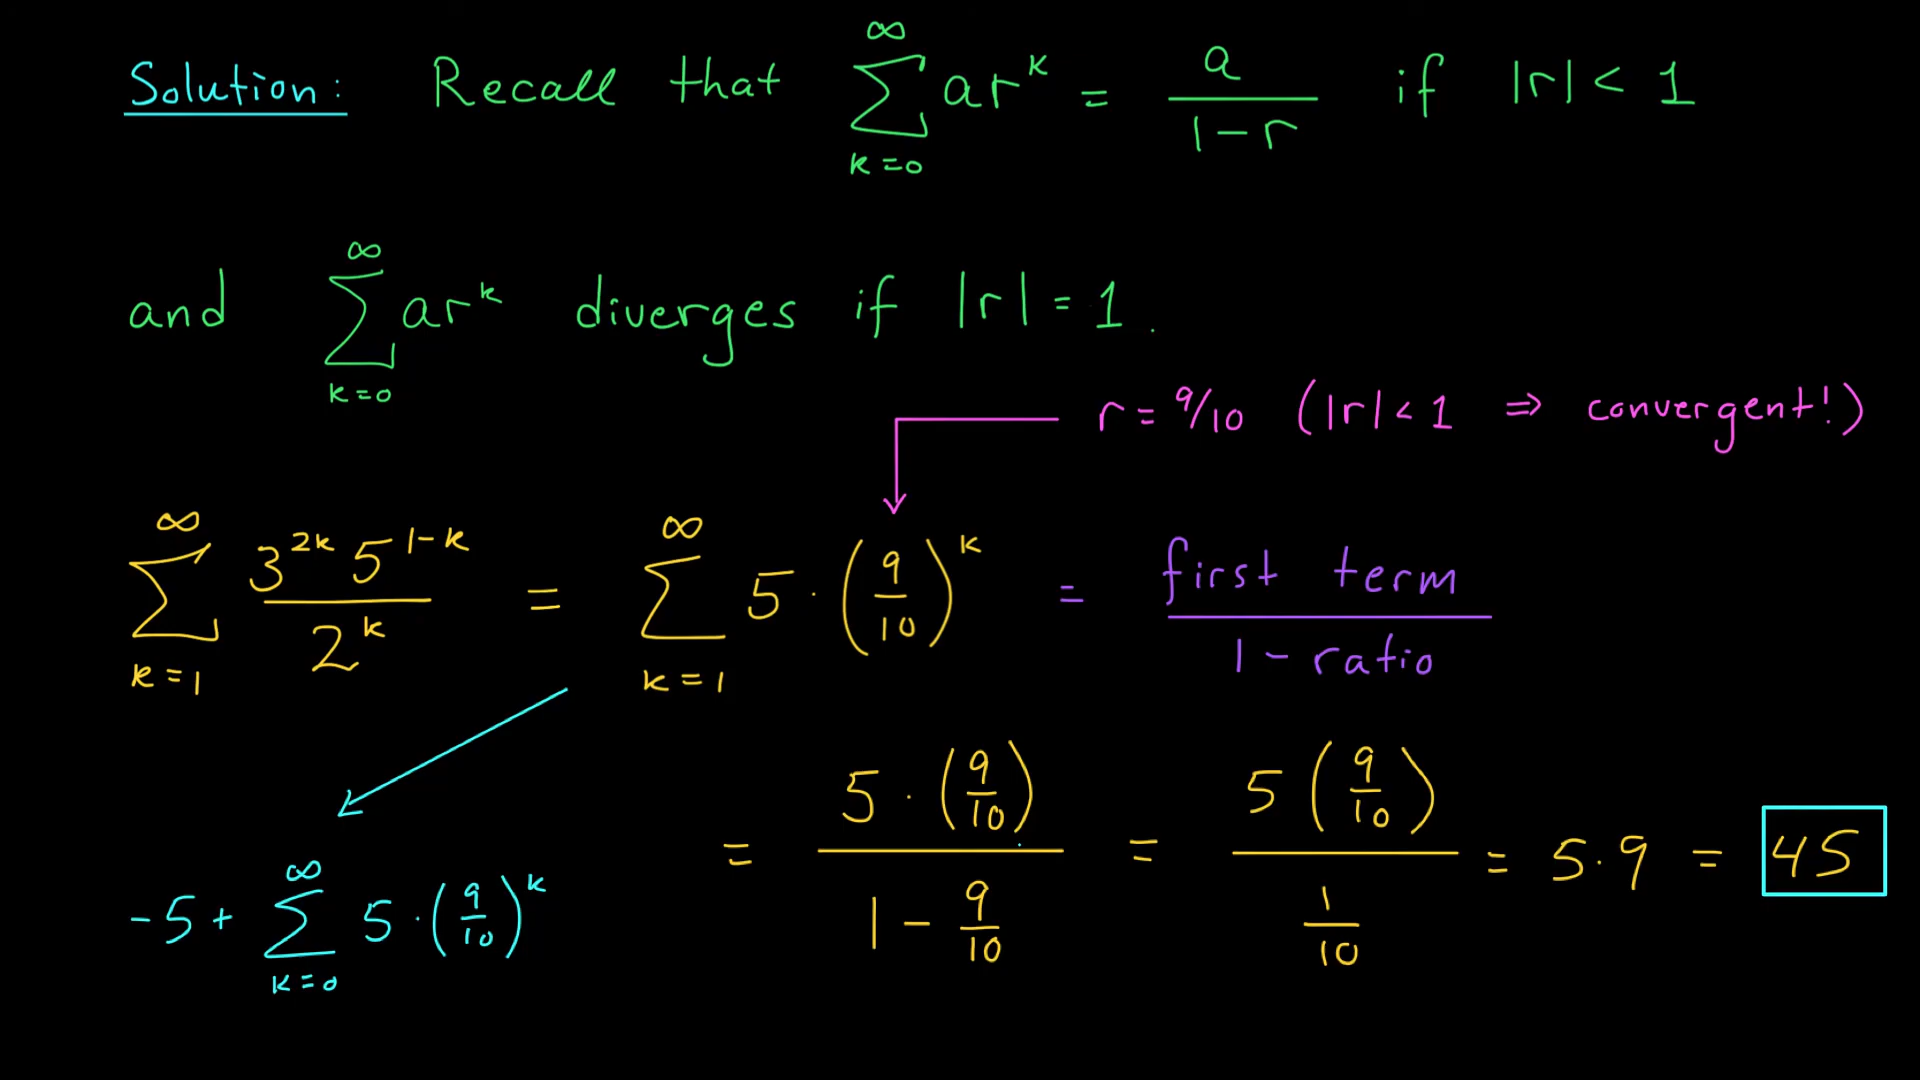 Solution: Recall that ∑_{k=0}^{∞} ar^k = a/(1-r) if |r| < 1
and ∑_{k=0}^{∞} ar^k diverges if |r| = 1.
r = 9/10 (|r| < 1 ⇒ convergent!)
∑_{k=1}^{∞} (3^{2k} 5^{1-k})/(2^k) = ∑_{k=1}^{∞} 5 · (9/10)^k = first term/(1 - ratio)
= (5 · (9/10))/(1 - 9/10) = (5(9/10))/(1/10) = 5 · 9 = 45
-5 + ∑_{k=0}^{∞} 5 · (9/10)^k